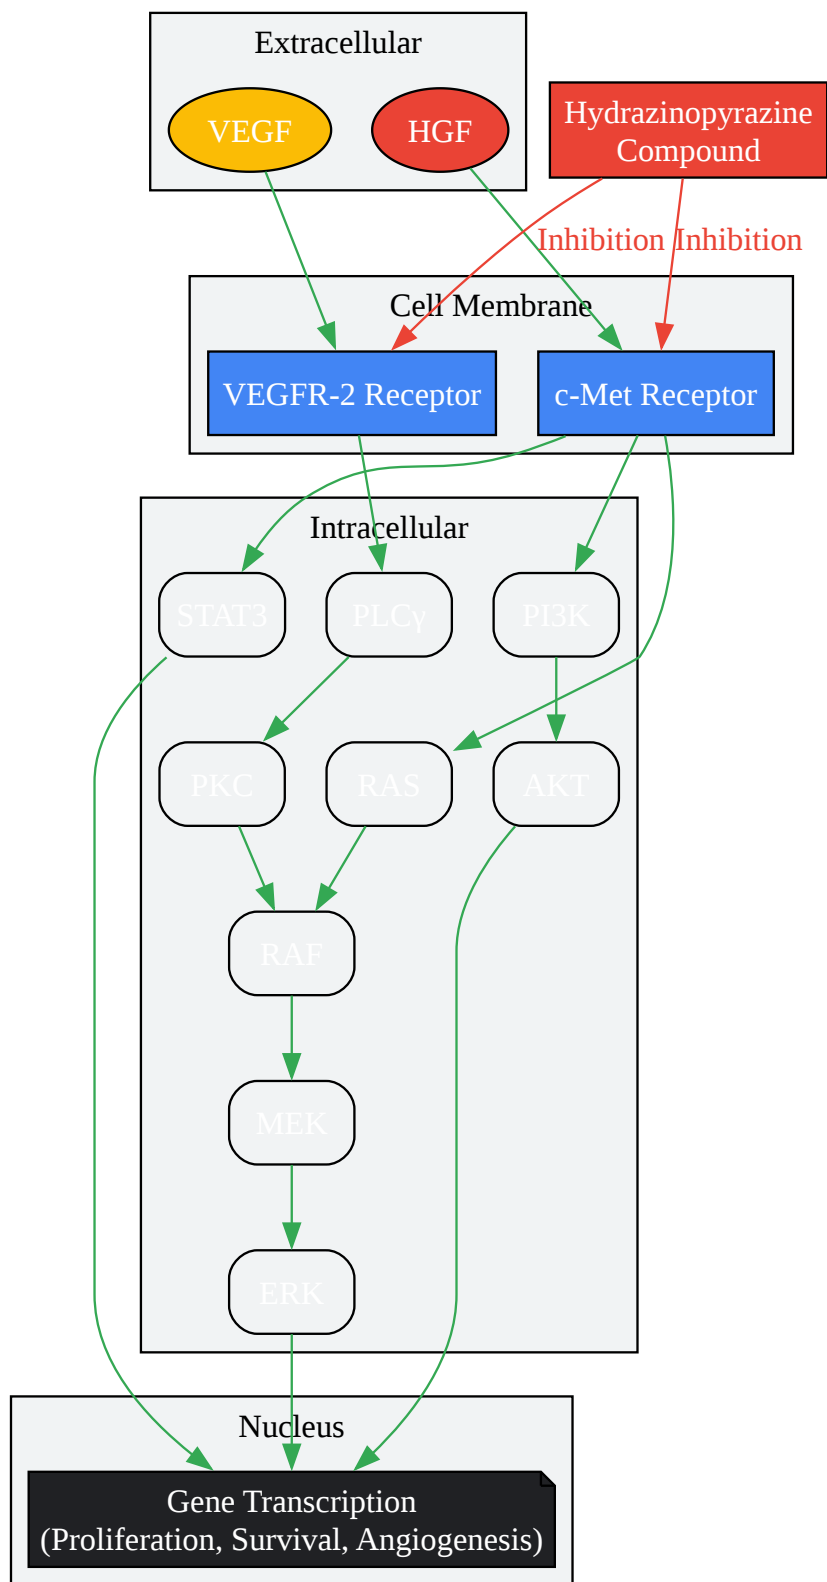 Extracellular
VEGF
HGF
Hydrazinopyrazine
Compound
Inhibition
Inhibition
Cell Membrane
VEGFR-2 Receptor
c-Met Receptor
Intracellular
STAT3
PLCγ
PI3K
PKC
RAS
AKT
RAF
MEK
ERK
Nucleus
Gene Transcription
(Proliferation, Survival, Angiogenesis)